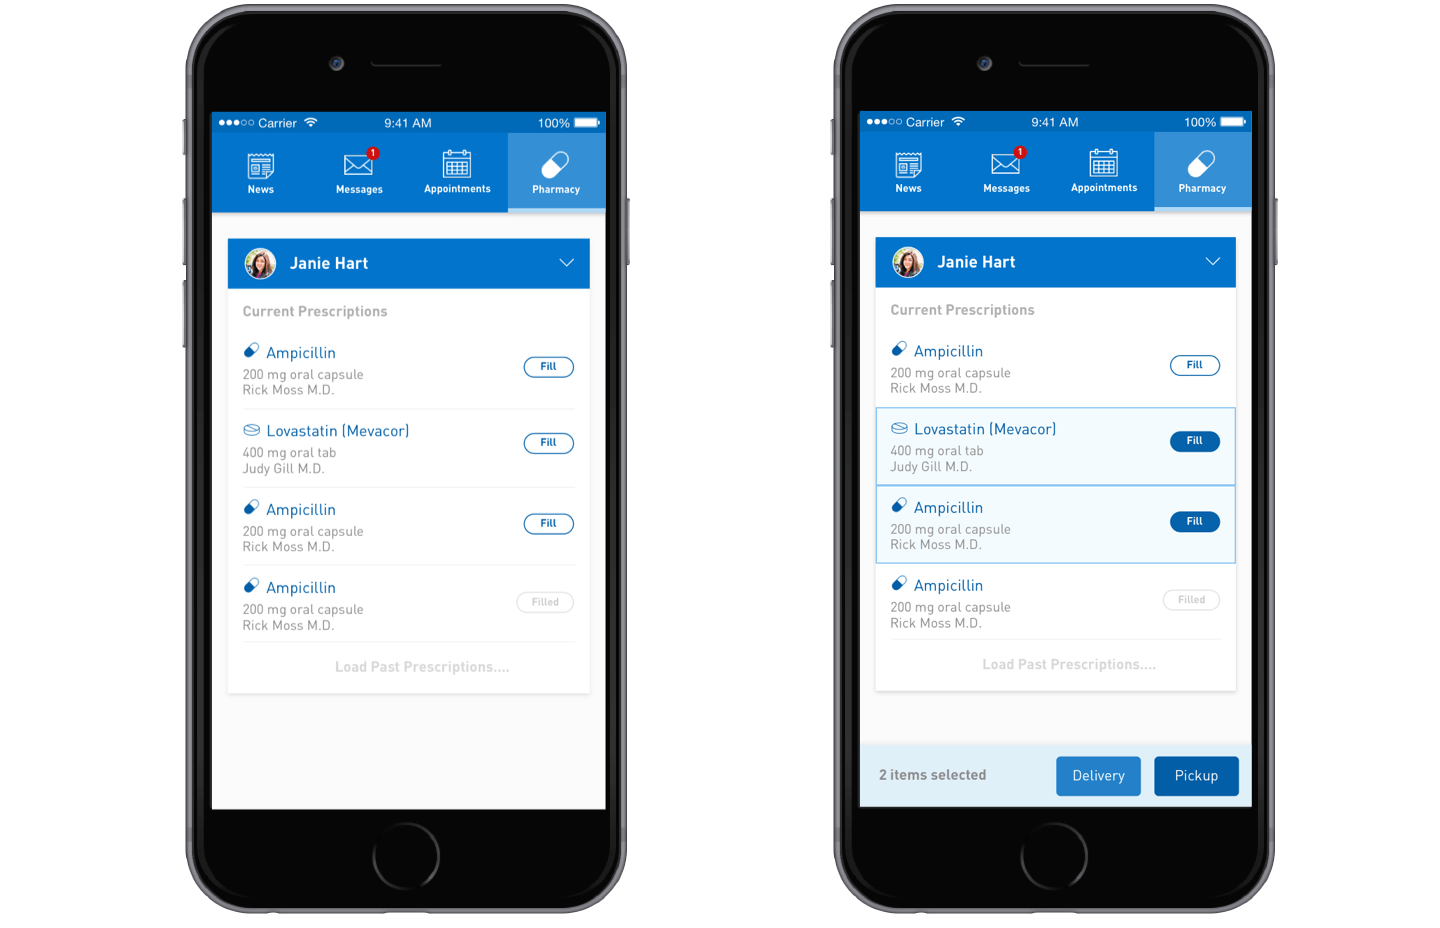 Carrier 9:41 AM 100%
1
News Messages Appointments Pharmacy
Janie Hart
Current Prescriptions
Ampicillin
200 mg oral capsule
Rick Moss M.D.
Fill
Lovastatin (Mevacor)
400 mg oral tab
Judy Gill M.D.
Fill
Ampicillin
200 mg oral capsule
Rick Moss M.D.
Fill
Ampicillin
200 mg oral capsule
Rick Moss M.D.
Filled
Load Past Prescriptions....
Carrier 9:41 AM 100%
1
News Messages Appointments Pharmacy
Janie Hart
Current Prescriptions
Ampicillin
200 mg oral capsule
Rick Moss M.D.
Fill
Lovastatin (Mevacor)
400 mg oral tab
Judy Gill M.D.
Fill
Ampicillin
200 mg oral capsule
Rick Moss M.D.
Fill
Ampicillin
200 mg oral capsule
Rick Moss M.D.
Filled
Load Past Prescriptions....
2 items selected Delivery Pickup